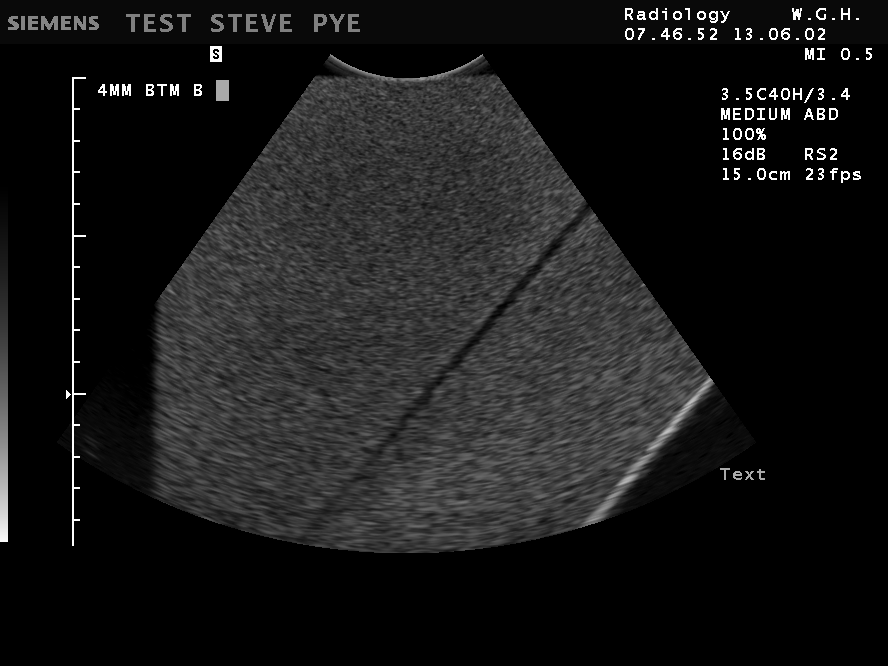 SIEMENS TEST STEVE PYE
Radiology W.G.H.
07.46.52 13.06.02
S
MI 0.5
4MM BTM B
3.5C40H/3.4
MEDIUM ABD
100%
16dB RS2
15.0cm 23fps
Text